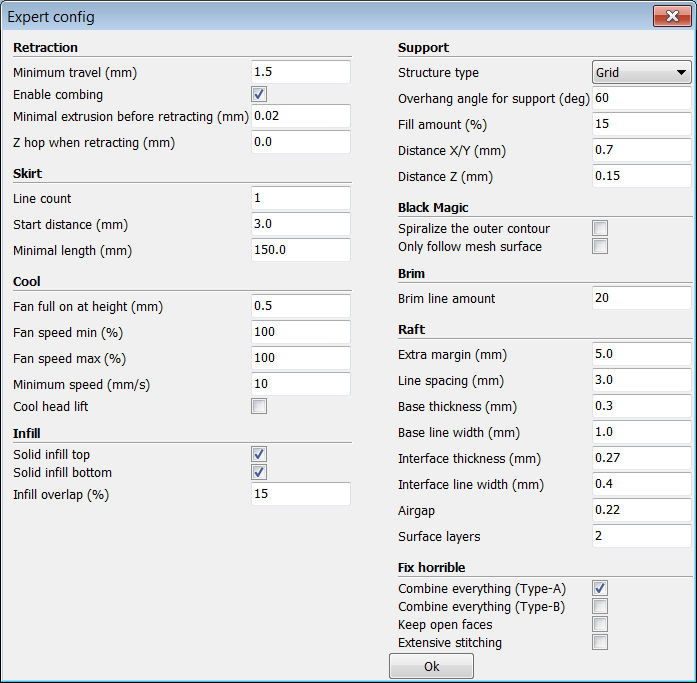 Expert config
Retraction
Minimum travel (mm) 1.5
Enable combing
Minimal extrusion before retracting (mm) 0.02
Z hop when retracting (mm) 0.0
Skirt
Line count 1
Start distance (mm) 3.0
Minimal length (mm) 150.0
Cool
Fan full on at height (mm) 0.5
Fan speed min (%) 100
Fan speed max (%) 100
Minimum speed (mm/s) 10
Cool head lift
Infill
Solid infill top
Solid infill bottom
Infill overlap (%) 15
Support
Structure type Grid
Overhang angle for support (deg) 60
Fill amount (%) 15
Distance X/Y (mm) 0.7
Distance Z (mm) 0.15
Black Magic
Spiralize the outer contour
Only follow mesh surface
Brim
Brim line amount 20
Raft
Extra margin (mm) 5.0
Line spacing (mm) 3.0
Base thickness (mm) 0.3
Base line width (mm) 1.0
Interface thickness (mm) 0.27
Interface line width (mm) 0.4
Airgap 0.22
Surface layers 2
Fix horrible
Combine everything (Type-A)
Combine everything (Type-B)
Keep open faces
Extensive stitching
Ok